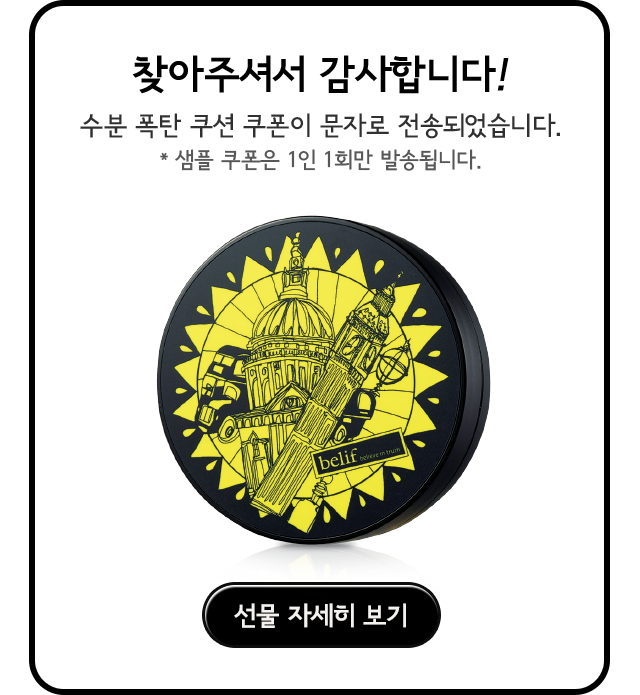 찾아주셔서 감사합니다!
수분 폭탄 쿠션 쿠폰이 문자로 전송되었습니다.
* 샘플 쿠폰은 1인 1회만 발송됩니다.
belif believe in truth
선물 자세히 보기